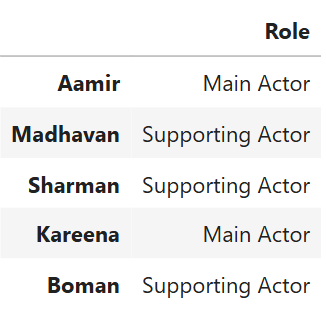 Role
Aamir Main Actor
Madhavan Supporting Actor
Sharman Supporting Actor
Kareena Main Actor
Boman Supporting Actor